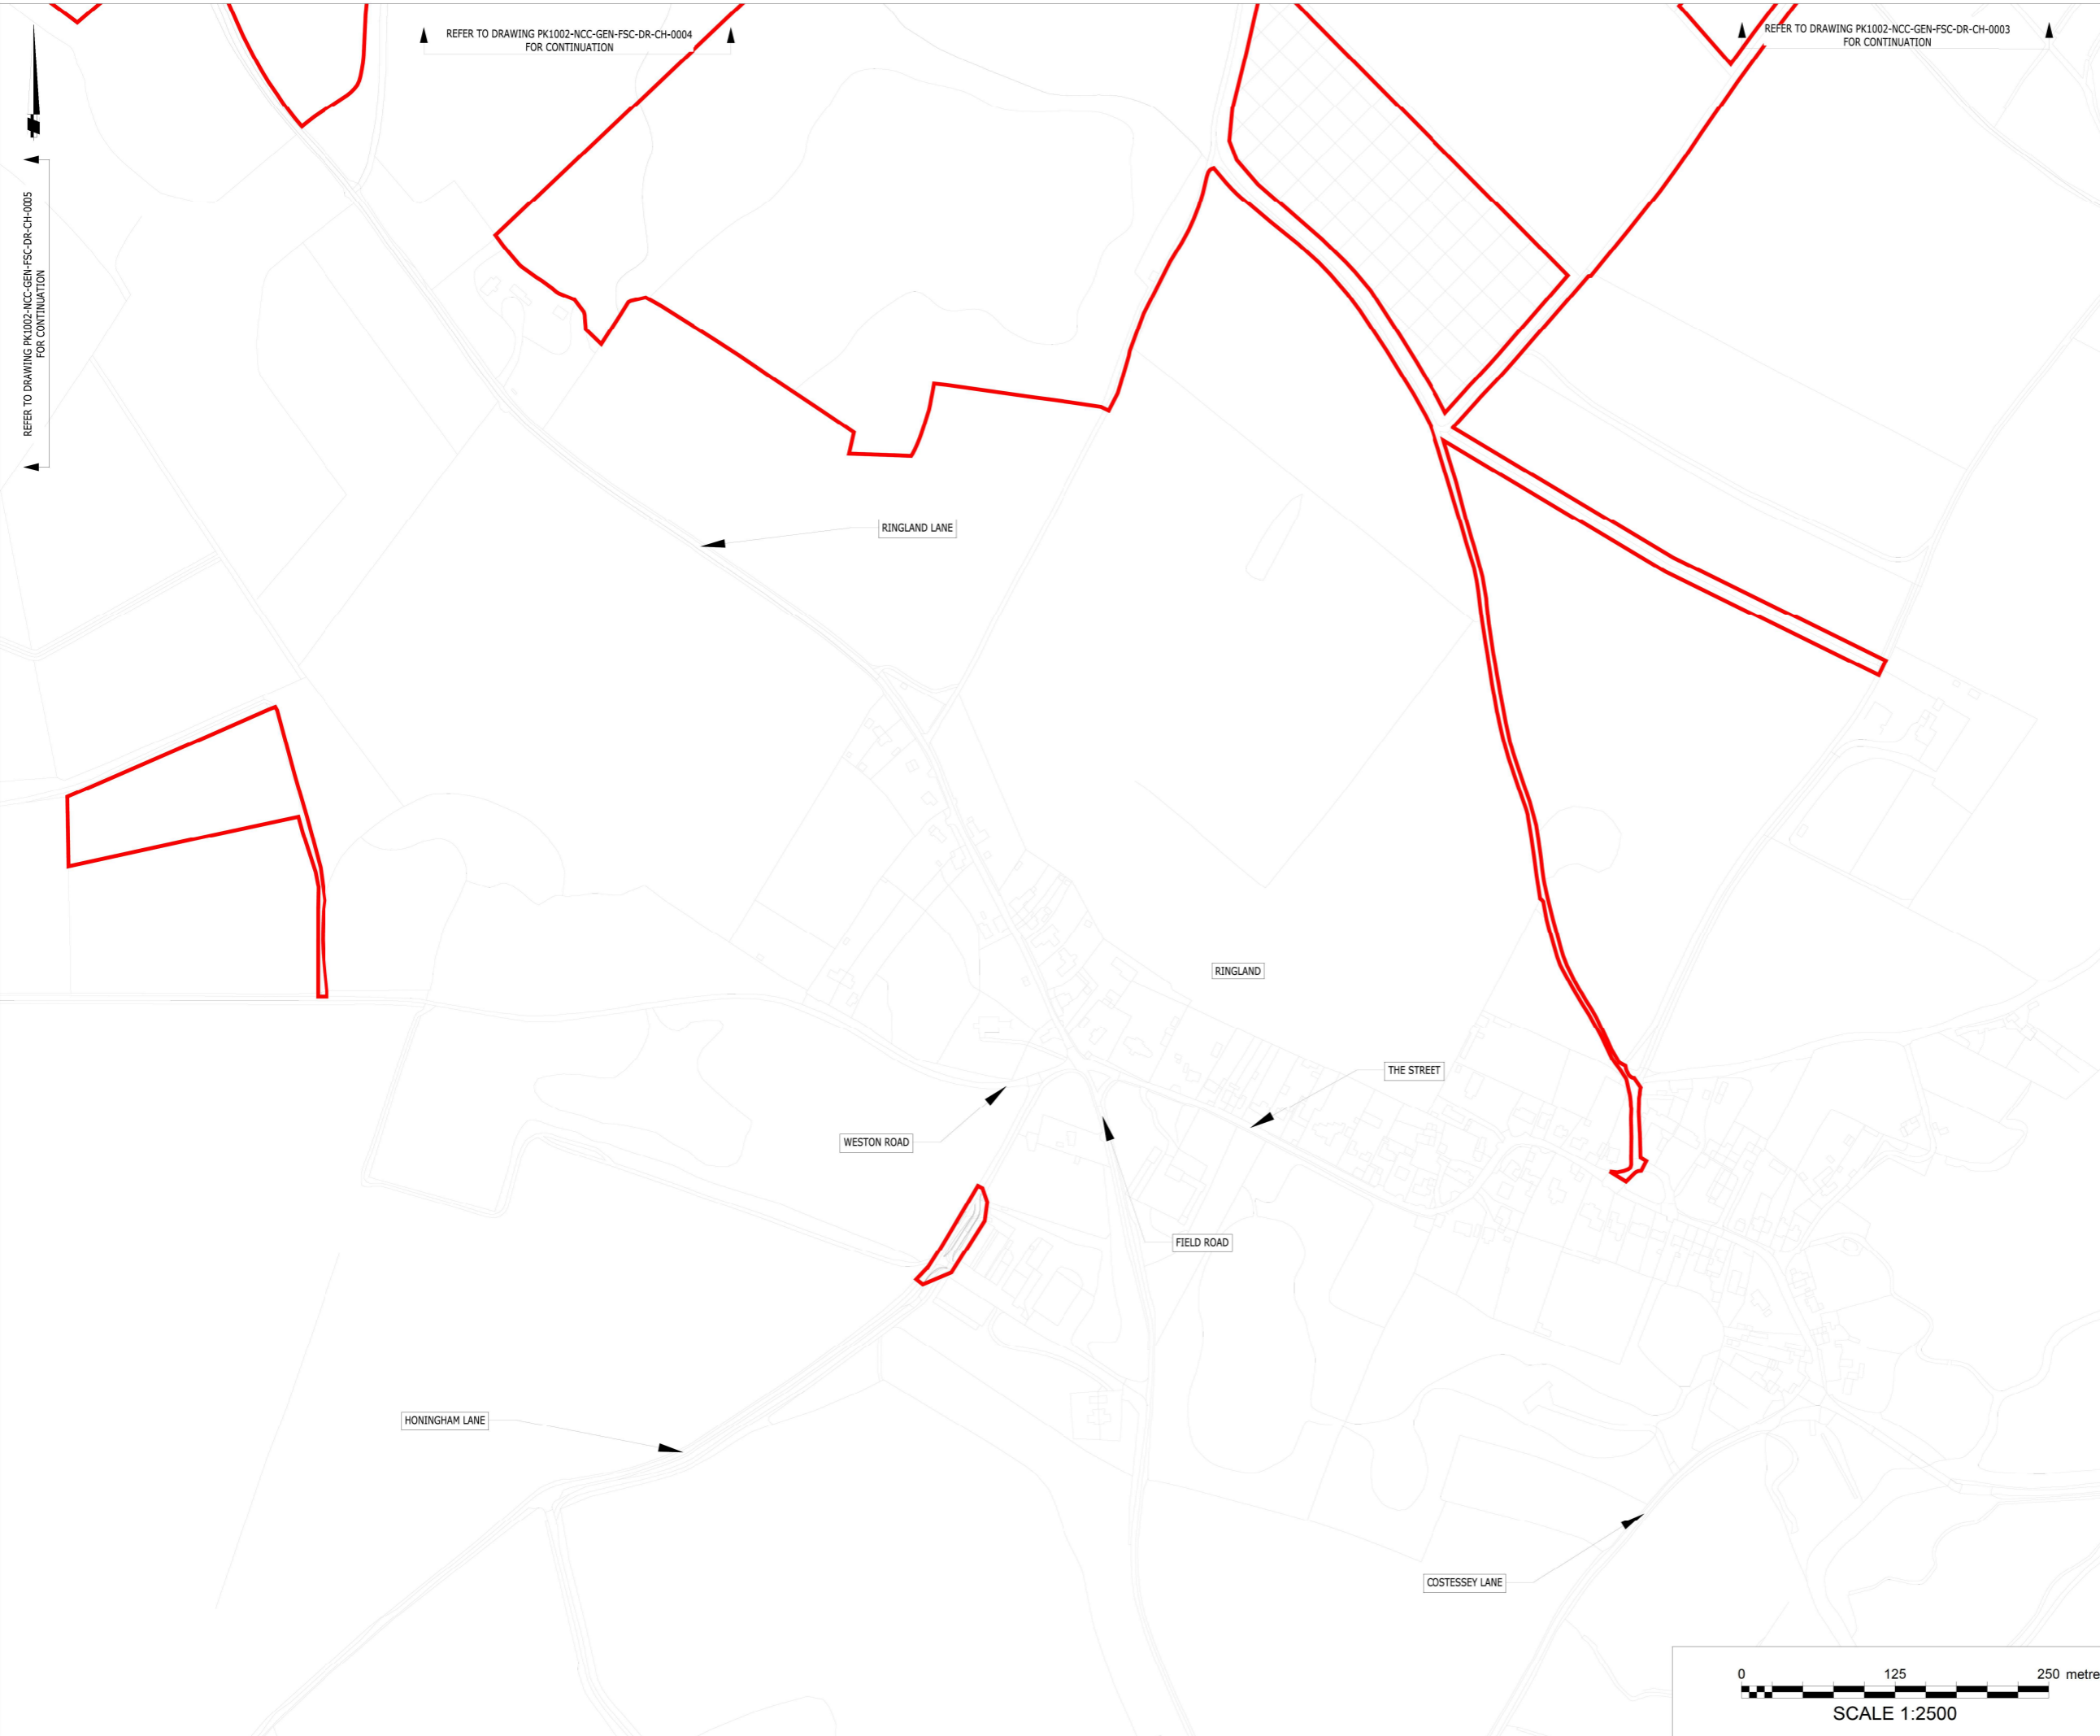 REFER TO DRAWING PK1002-NCC-GEN-FSC-DR-CH-0004
FOR CONTINUATION
REFER TO DRAWING PK1002-NCC-GEN-FSC-DR-CH-0003
FOR CONTINUATION
REFER TO DRAWING PK1002-NCC-GEN-FSC-DR-CH-0005
FOR CONTINUATION
RINGLAND LANE
RINGLAND
THE STREET
WESTON ROAD
FIELD ROAD
HONINGHAM LANE
COSTESSEY LANE
0 125 250 metre
SCALE 1:2500